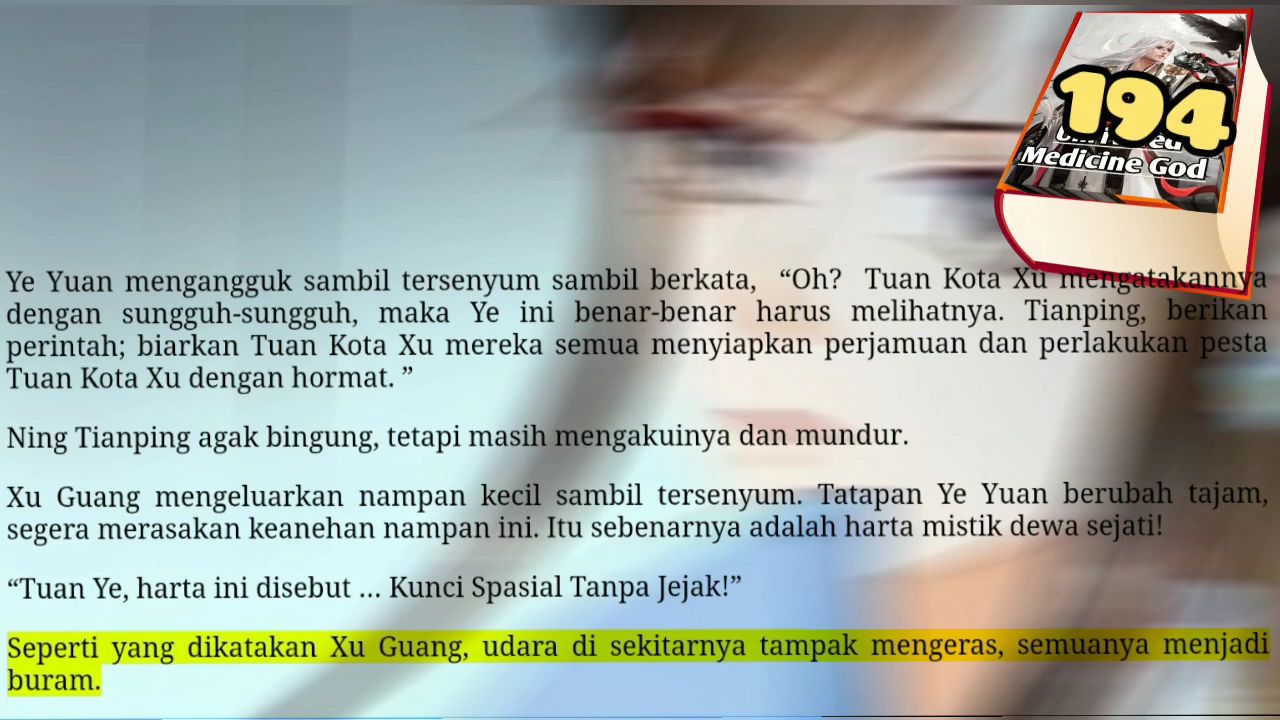 194
Medicine God
Ye Yuan mengangguk sambil tersenyum sambil berkata, “Oh? Tuan Kota Xu mengatakannya
dengan sungguh-sungguh, maka Ye ini benar-benar harus melihatnya. Tianping, berikan
perintah; biarkan Tuan Kota Xu mereka semua menyiapkan perjamuan dan perlakukan pesta
Tuan Kota Xu dengan hormat. ”
Ning Tianping agak bingung, tetapi masih mengakuinya dan mundur.
Xu Guang mengeluarkan nampan kecil sambil tersenyum. Tatapan Ye Yuan berubah tajam,
segera merasakan keanehan nampan ini. Itu sebenarnya adalah harta mistik dewa sejati!
“Tuan Ye, harta ini disebut ... Kunci Spasial Tanpa Jejak!”
Seperti yang dikatakan Xu Guang, udara di sekitarnya tampak mengeras, semuanya menjadi
buram.